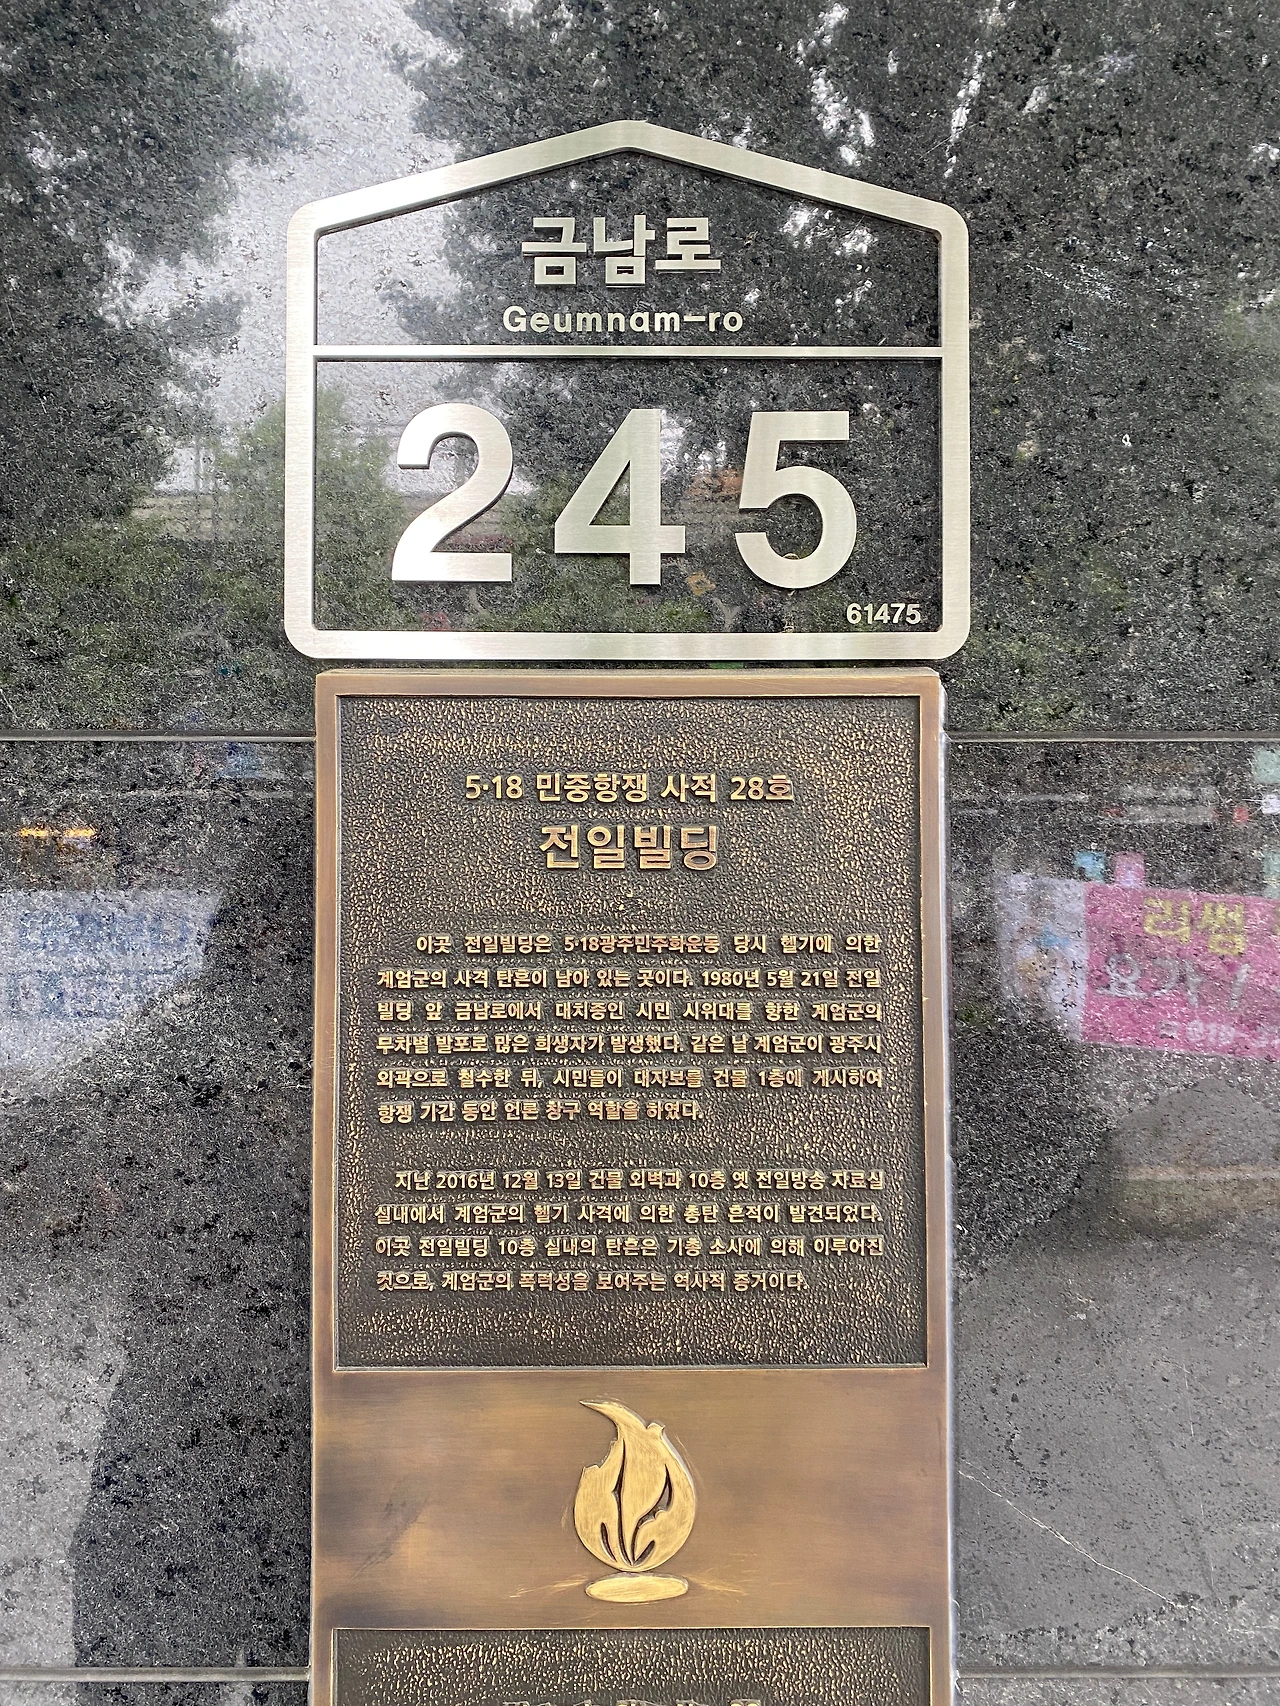 금남로
Geumnam-ro
245
61475
5·18 민중항쟁 사적 28호
전일빌딩
이곳 전일빌딩은 5·18광주민주화운동 당시 헬기에 의한
계엄군의 사격 탄흔이 남아 있는 곳이다. 1980년 5월 21일 전일
빌딩 앞 금남로에서 대치중인 시민 시위대를 향한 계엄군의
무차별 발포로 많은 희생자가 발생했다. 같은 날 계엄군이 광주시
외곽으로 철수한 뒤, 시민들이 대자보를 건물 1층에 게시하여
항쟁 기간 동안 언론 창구 역할을 하였다.
지난 2016년 12월 13일 건물 외벽과 10층 옛 전일방송 자료실
실내에서 계엄군의 헬기 사격에 의한 총탄 흔적이 발견되었다.
이곳 전일빌딩 10층 실내의 탄흔은 기총 소사에 의해 이루어진
것으로, 계엄군의 폭력성을 보여주는 역사적 증거이다.